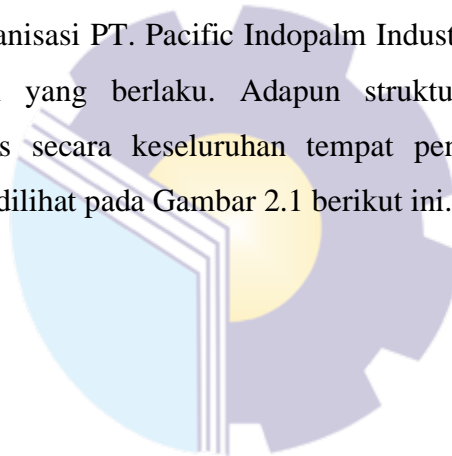 anisasi PT. Pacific Indopalm Indust
yang berlaku. Adapun struktu
s secara keseluruhan tempat pen
dilihat pada Gambar 2.1 berikut ini.